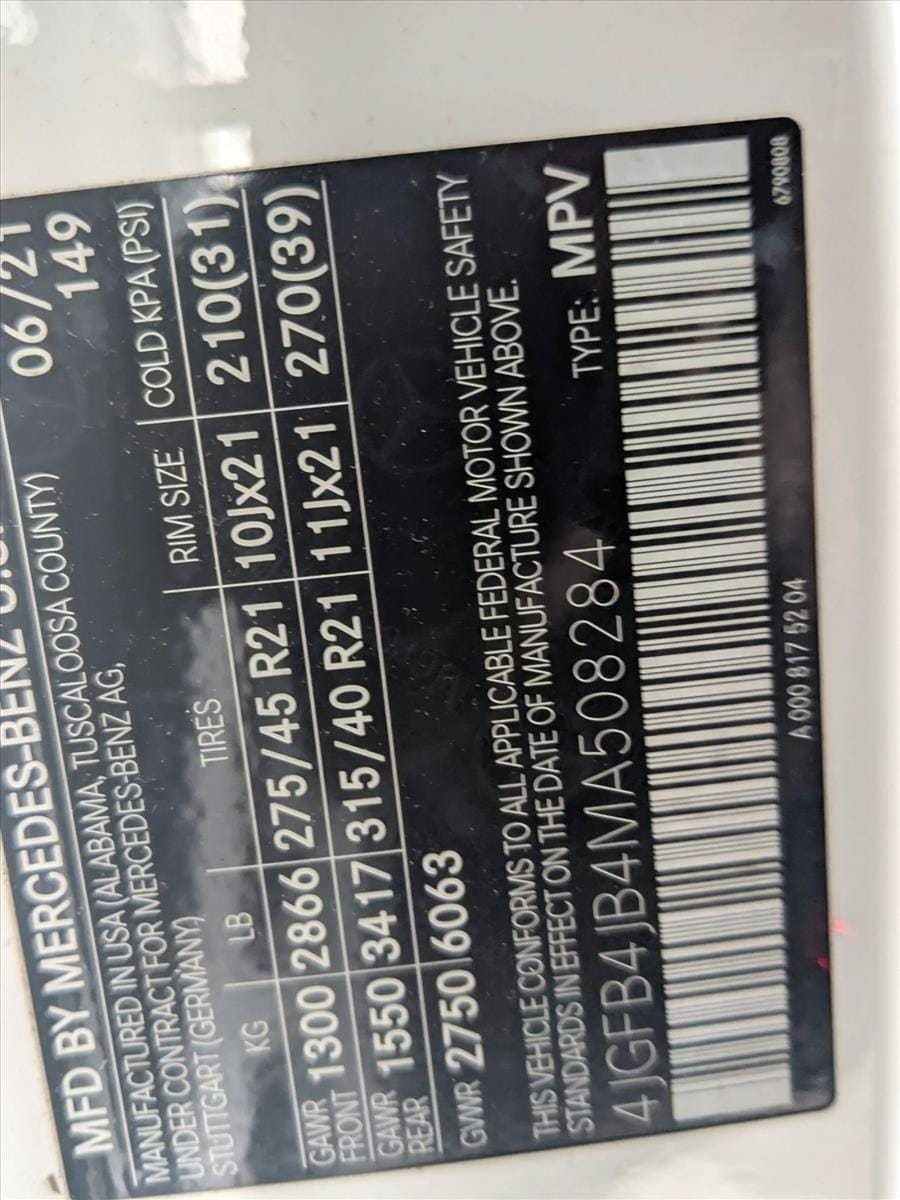 MFD BY MERCEDES-BENZ 06/21
MANUFACTURED IN USA (ALABAMA, TUSCALOOSA COUNTY) 149
UNDER CONTRACT FOR MERCEDES-BENZ AG,
STUTTGART (GERMANY)
KG LB TIRES RIM SIZE COLD KPA (PSI)
GAWR FRONT 1300 2866 275/45 R21 10Jx21 210(31)
GAWR REAR 1550 3417 315/40 R21 11Jx21 270(39)
GVWR 2750 6063
THIS VEHICLE CONFORMS TO ALL APPLICABLE FEDERAL MOTOR VEHICLE SAFETY
STANDARDS IN EFFECT ON THE DATE OF MANUFACTURE SHOWN ABOVE.
4JGFB4JB4MA508284 TYPE: MPV
A 000 817 52 04 6790808